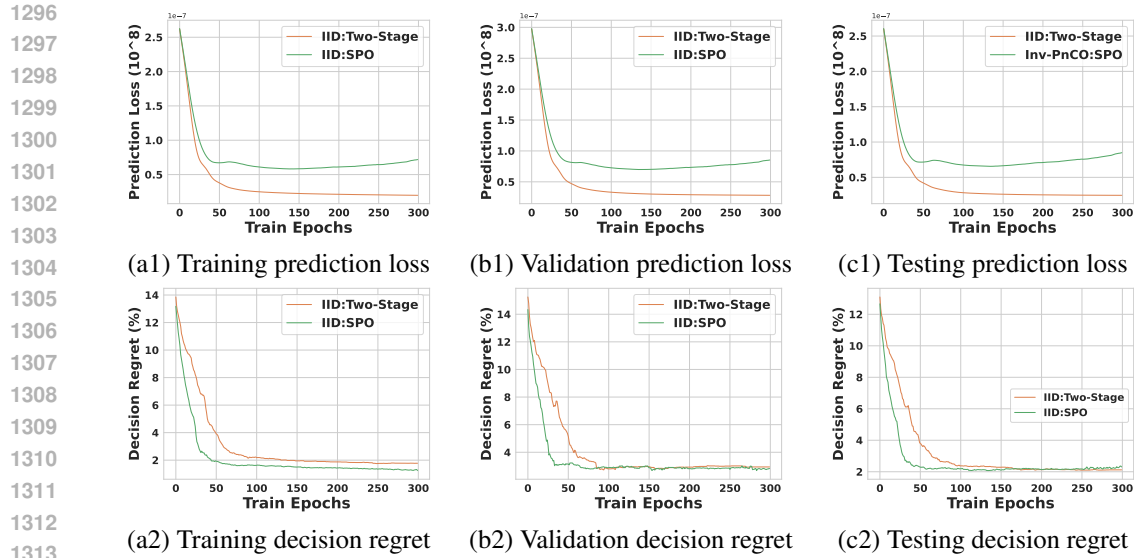 1296
1297
1298
1299
1300
1301
1302
1303
1304
1305
1306
1307
1308
1309
1310
1311
1312
1313
1e-7
Prediction Loss (10^8)
2.5
2.0
1.5
1.0
0.5
IID:Two-Stage
IID:SPO
0 50 100 150 200 250 300
Train Epochs
(a1) Training prediction loss
1e-7
Prediction Loss (10^8)
3.0
2.5
2.0
1.5
1.0
0.5
IID:Two-Stage
IID:SPO
0 50 100 150 200 250 300
Train Epochs
(b1) Validation prediction loss
1e-7
Prediction Loss (10^8)
2.5
2.0
1.5
1.0
0.5
IID:Two-Stage
Inv-PnCO:SPO
0 50 100 150 200 250 300
Train Epochs
(c1) Testing prediction loss
Decision Regret (%)
14
12
10
8
6
4
2
IID:Two-Stage
IID:SPO
0 50 100 150 200 250 300
Train Epochs
(a2) Training decision regret
Decision Regret (%)
14
12
10
8
6
4
IID:Two-Stage
IID:SPO
0 50 100 150 200 250 300
Train Epochs
(b2) Validation decision regret
Decision Regret (%)
12
10
8
6
4
2
IID:Two-Stage
IID:SPO
0 50 100 150 200 250 300
Train Epochs
(c2) Testing decision regret